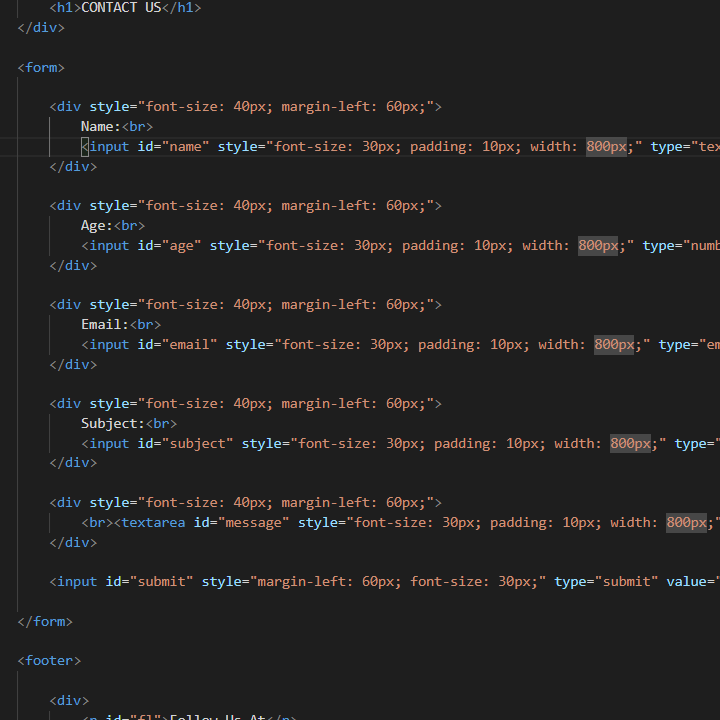 <h1>CONTACT US</h1>
</div>
<form>
<div style="font-size: 40px; margin-left: 60px;">
Name:<br>
<input id="name" style="font-size: 30px; padding: 10px; width: 800px;" type="tex
</div>
<div style="font-size: 40px; margin-left: 60px;">
Age:<br>
<input id="age" style="font-size: 30px; padding: 10px; width: 800px;" type="numb
</div>
<div style="font-size: 40px; margin-left: 60px;">
Email:<br>
<input id="email" style="font-size: 30px; padding: 10px; width: 800px;" type="em
</div>
<div style="font-size: 40px; margin-left: 60px;">
Subject:<br>
<input id="subject" style="font-size: 30px; padding: 10px; width: 800px;" type="
</div>
<div style="font-size: 40px; margin-left: 60px;">
<br><textarea id="message" style="font-size: 30px; padding: 10px; width: 800px;"
</div>
<input id="submit" style="margin-left: 60px; font-size: 30px;" type="submit" value="
</form>
<footer>
<div>
<p id="fl">Follow Us At</p>